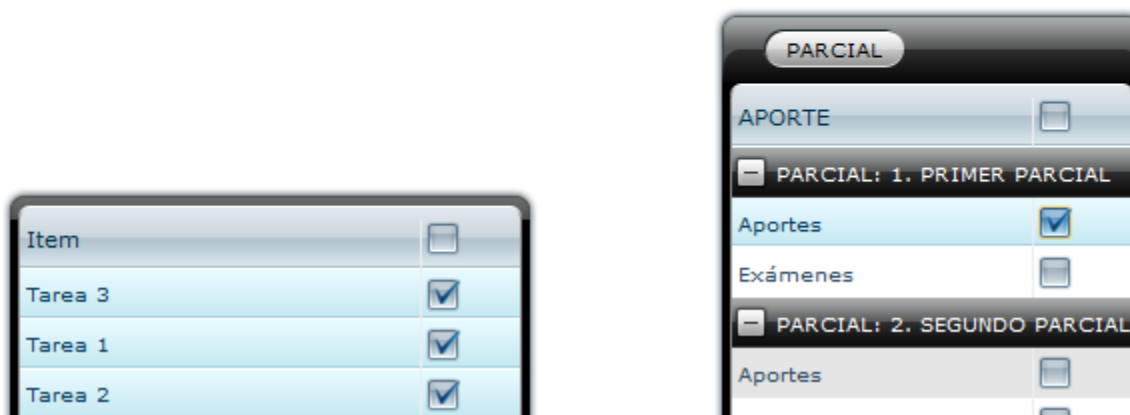 Item
Tarea 3
Tarea 1
Tarea 2
PARCIAL
APORTE
PARCIAL: 1. PRIMER PARCIAL
Aportes
Exámenes
PARCIAL: 2. SEGUNDO PARCIAL
Aportes